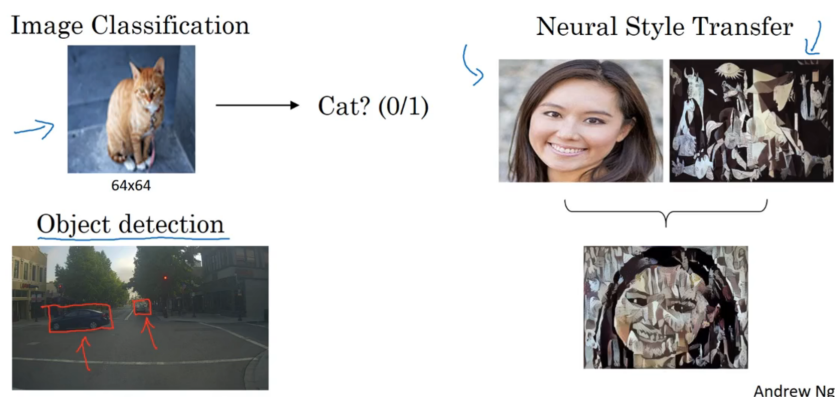 Image Classification
Cat? (0/1)
64x64
Object detection
Neural Style Transfer
Andrew Ng